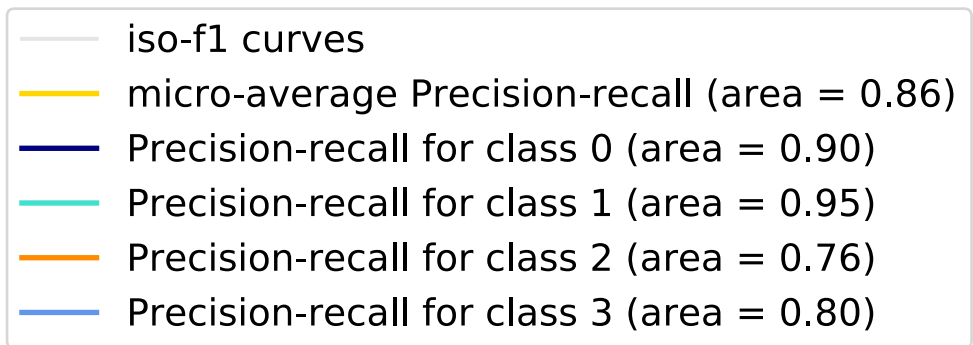 iso-f1 curves
micro-average Precision-recall (area = 0.86)
Precision-recall for class 0 (area = 0.90)
Precision-recall for class 1 (area = 0.95)
Precision-recall for class 2 (area = 0.76)
Precision-recall for class 3 (area = 0.80)